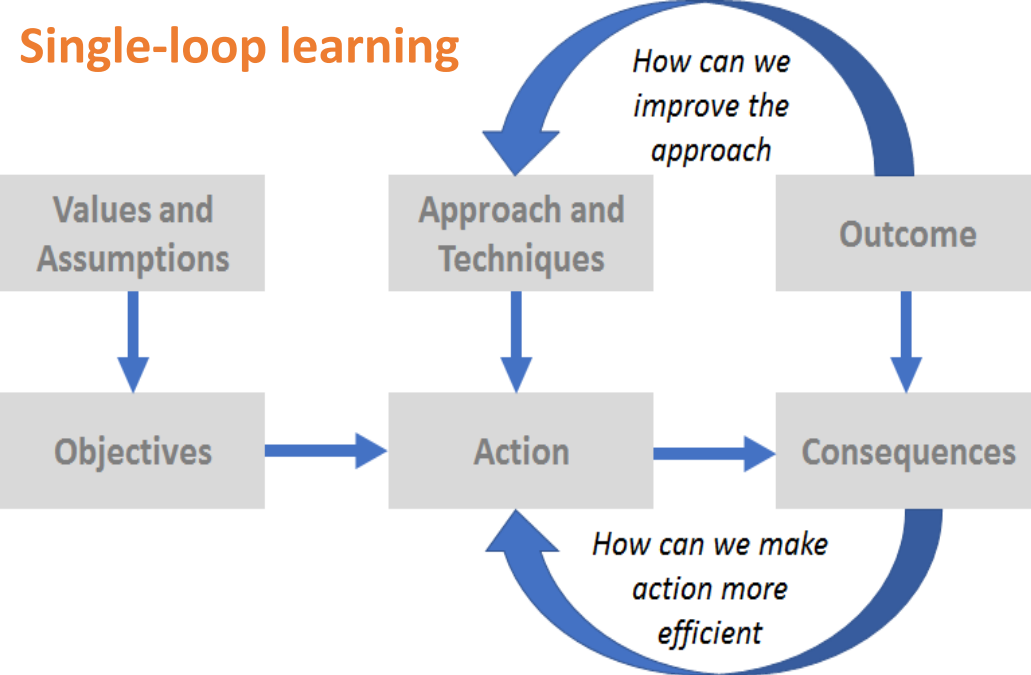 Single-loop learning
How can we
improve the
approach
Values and
Assumptions
Approach and
Techniques
Outcome
Objectives
Action
Consequences
How can we make
action more
efficient